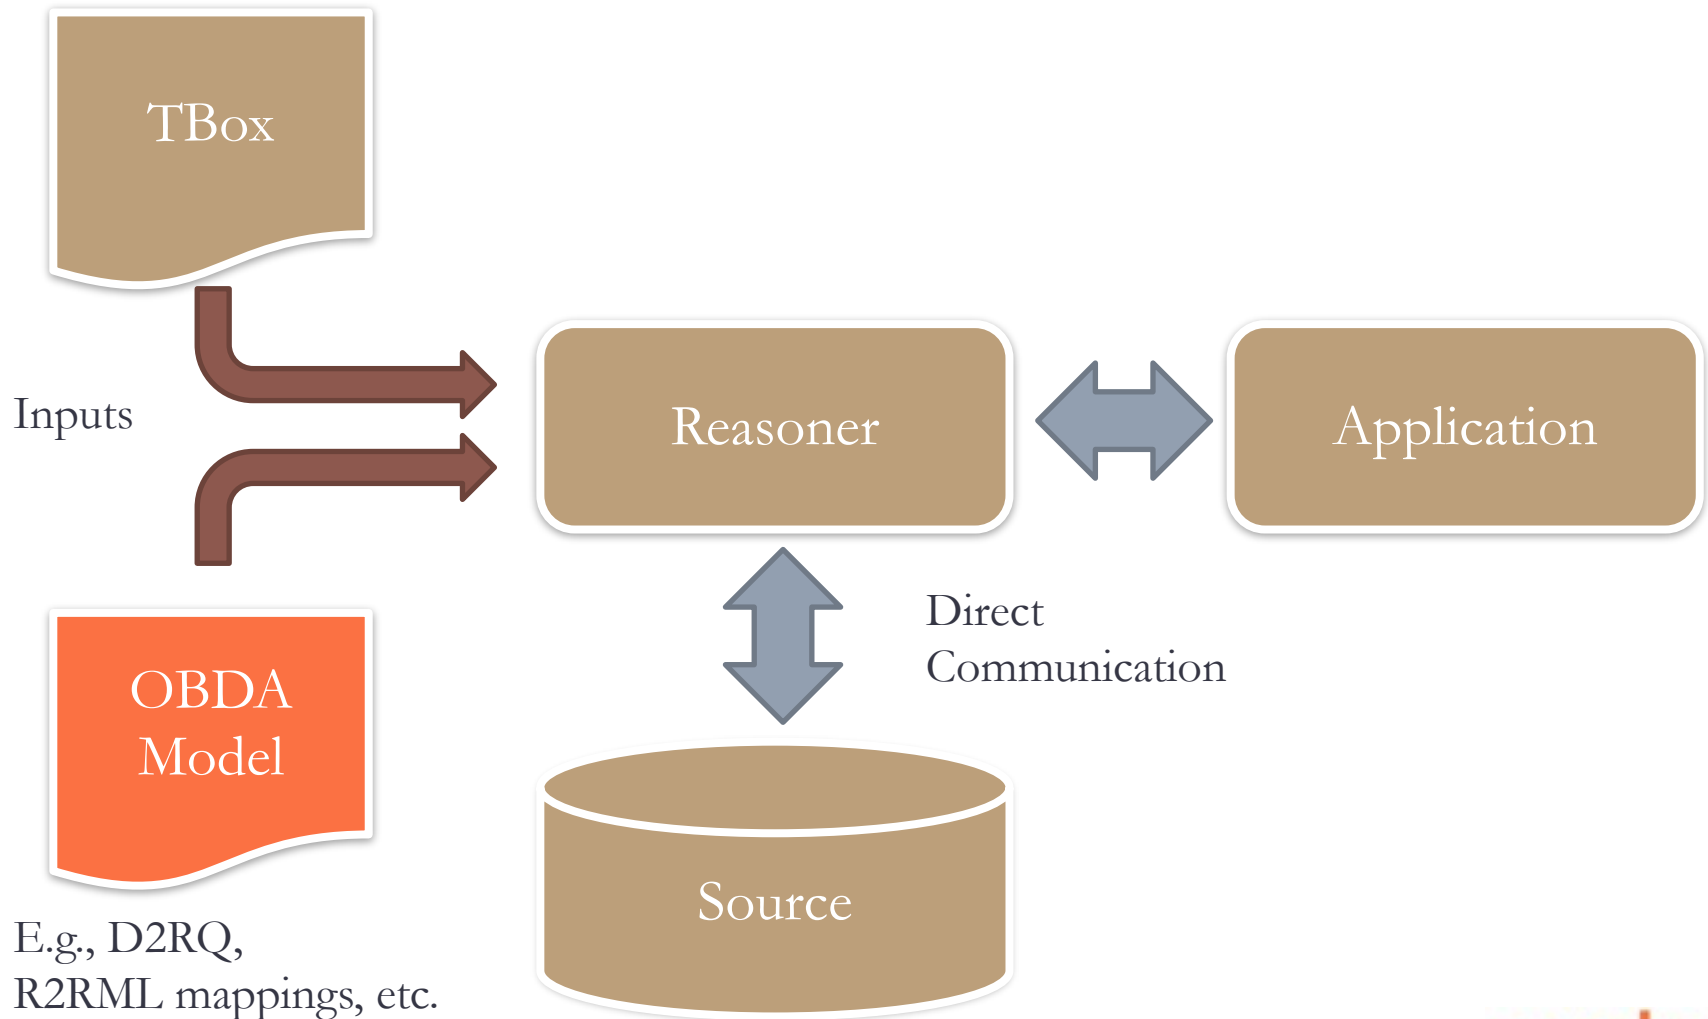 TBox
Inputs
Reasoner
Application
OBDA
Model
Direct
Communication
Source
E.g., D2RQ,
R2RML mappings, etc.